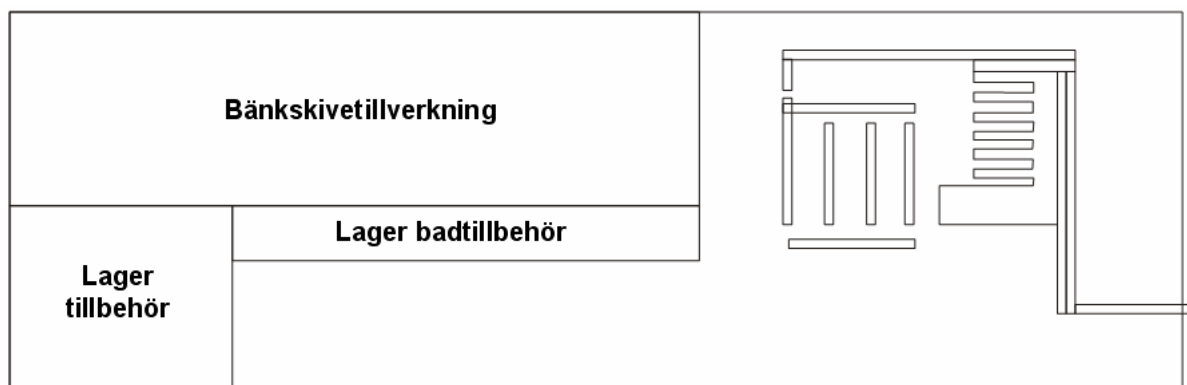 Bänkskivetillverkning
Lager badtillbehör
Lager
tillbehör